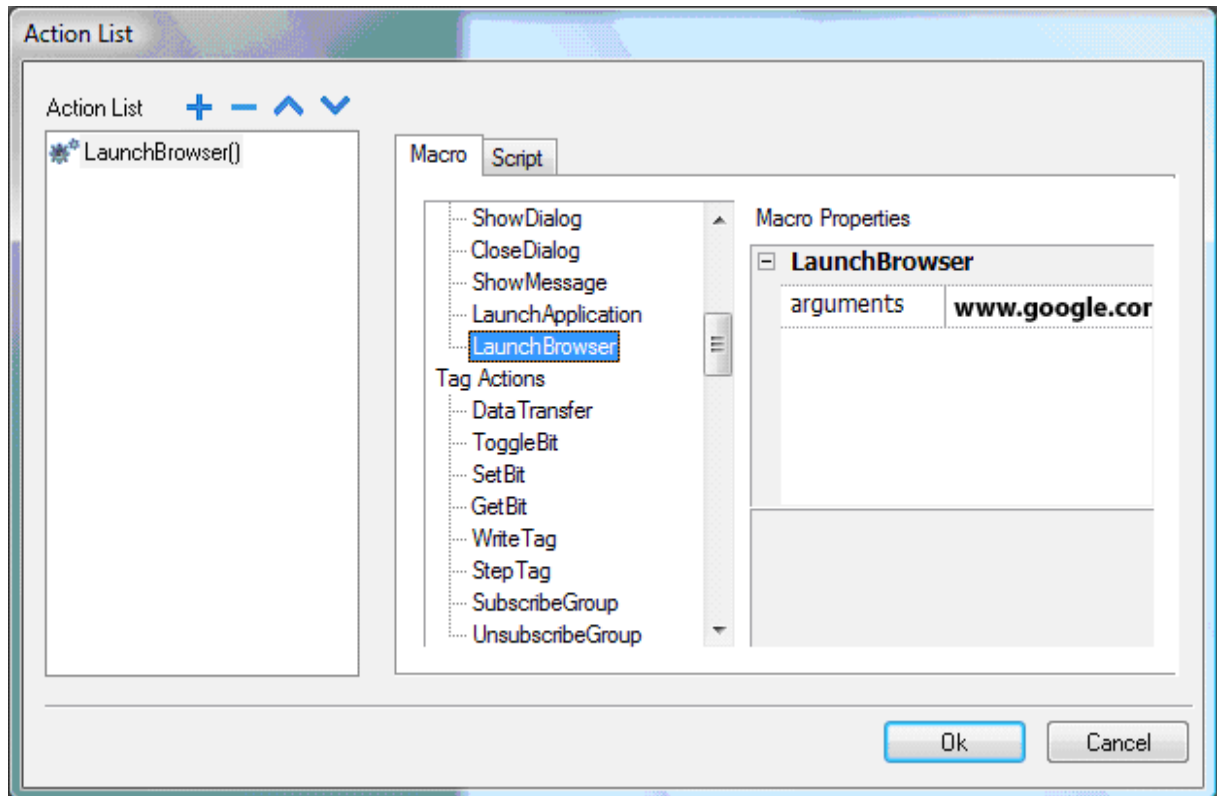 Action List
Action List
LaunchBrowser()
Macro
Script
ShowDialog
CloseDialog
ShowMessage
LaunchApplication
LaunchBrowser
Tag Actions
DataTransfer
ToggleBit
SetBit
GetBit
WriteTag
StepTag
SubscribeGroup
UnsubscribeGroup
Macro Properties
LaunchBrowser
arguments www.google.cor
Ok
Cancel